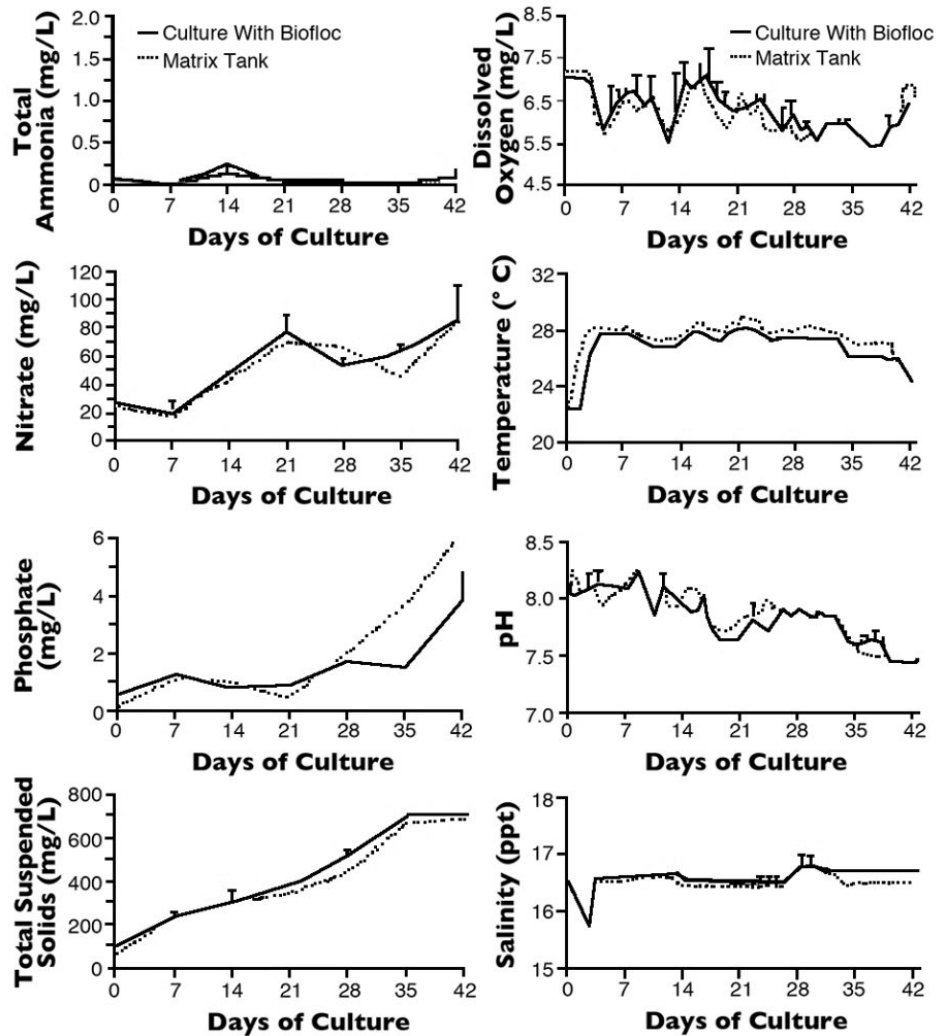 Total
Ammonia (mg/L)
2.0
1.5
1.0
0.5
0
Culture With Biofloc
Matrix Tank
0 7 14 21 28 35 42
Days of Culture
Dissolved
Oxygen (mg/L)
8.5
7.5
6.5
5.5
4.5
Culture With Biofloc
Matrix Tank
0 7 14 21 28 35 42
Days of Culture
Nitrate (mg/L)
120
100
80
60
40
20
0
0 7 14 21 28 35 42
Days of Culture
Temperature (° C)
32
28
24
20
0 7 14 21 28 35 42
Days of Culture
Phosphate
(mg/L)
6
4
2
0
0 7 14 21 28 35 42
Days of Culture
pH
8.5
8.0
7.5
7.0
0 7 14 21 28 35 42
Days of Culture
Total Suspended
Solids (mg/L)
800
600
400
200
0
0 7 14 21 28 35 42
Days of Culture
Salinity (ppt)
18
17
16
15
0 7 14 21 28 35 42
Days of Culture